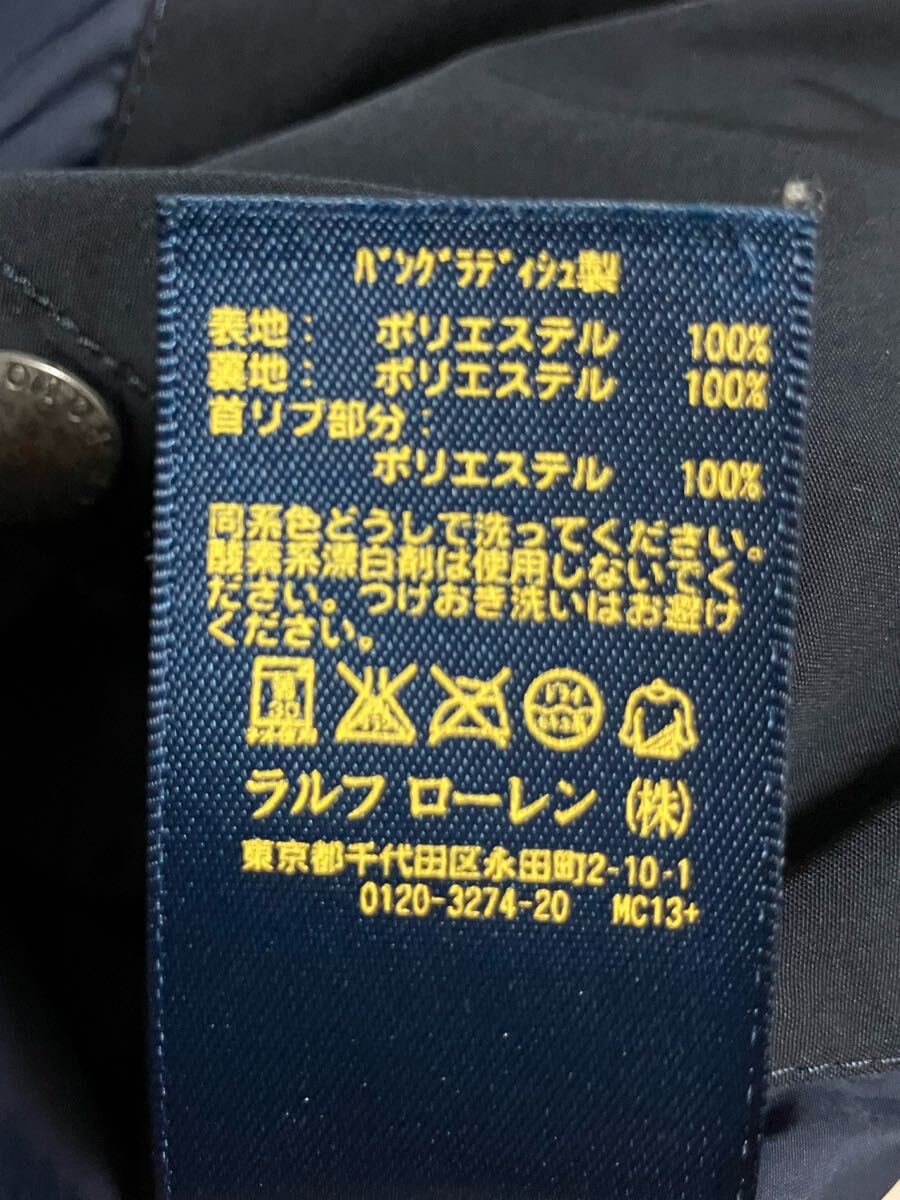 ﾊﾞﾝｸﾞﾗﾃﾞｨｼｭ製
表地： ポリエステル 100%
裏地： ポリエステル 100%
首リブ部分：
ポリエステル 100%
同系色どうしで洗ってください。
酸素系漂白剤は使用しないでく
ださい。つけおき洗いはお避け
ください。
ラルフ ローレン (株)
東京都千代田区永田町2-10-1
0120-3274-20 MC13+